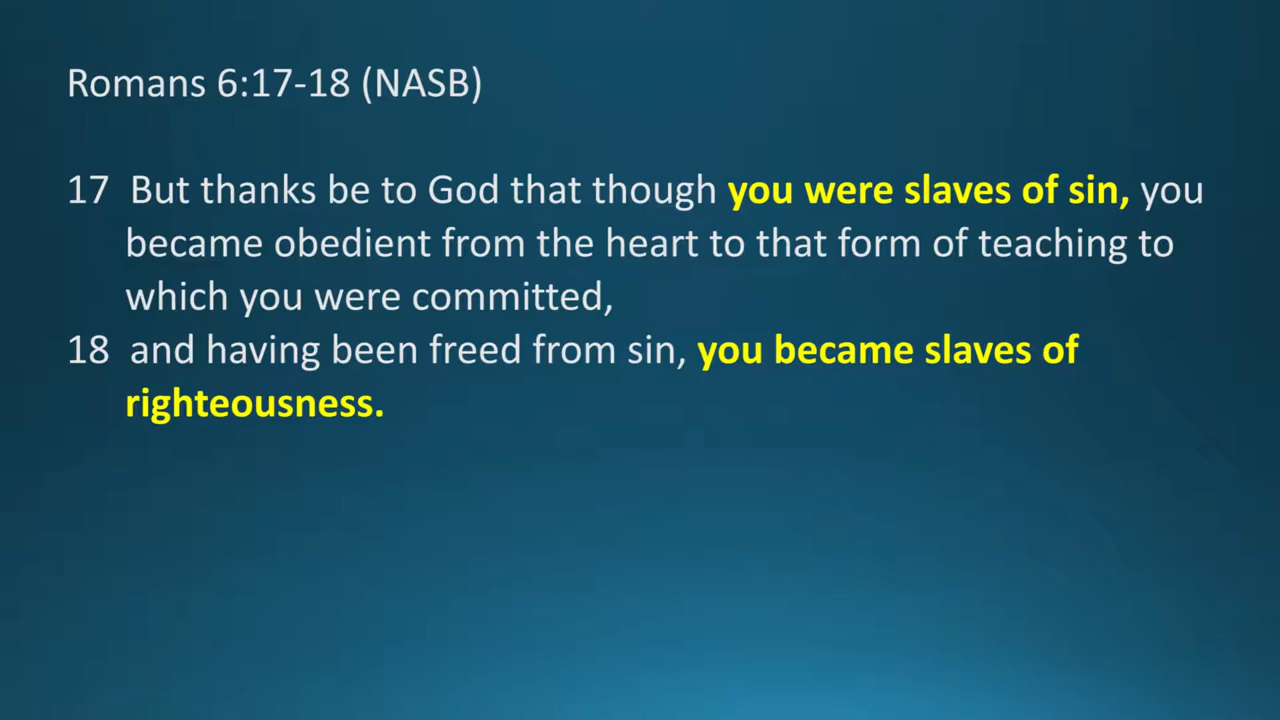 Romans 6:17-18 (NASB)
17 But thanks be to God that though you were slaves of sin, you
became obedient from the heart to that form of teaching to
which you were committed,
18 and having been freed from sin, you became slaves of
righteousness.